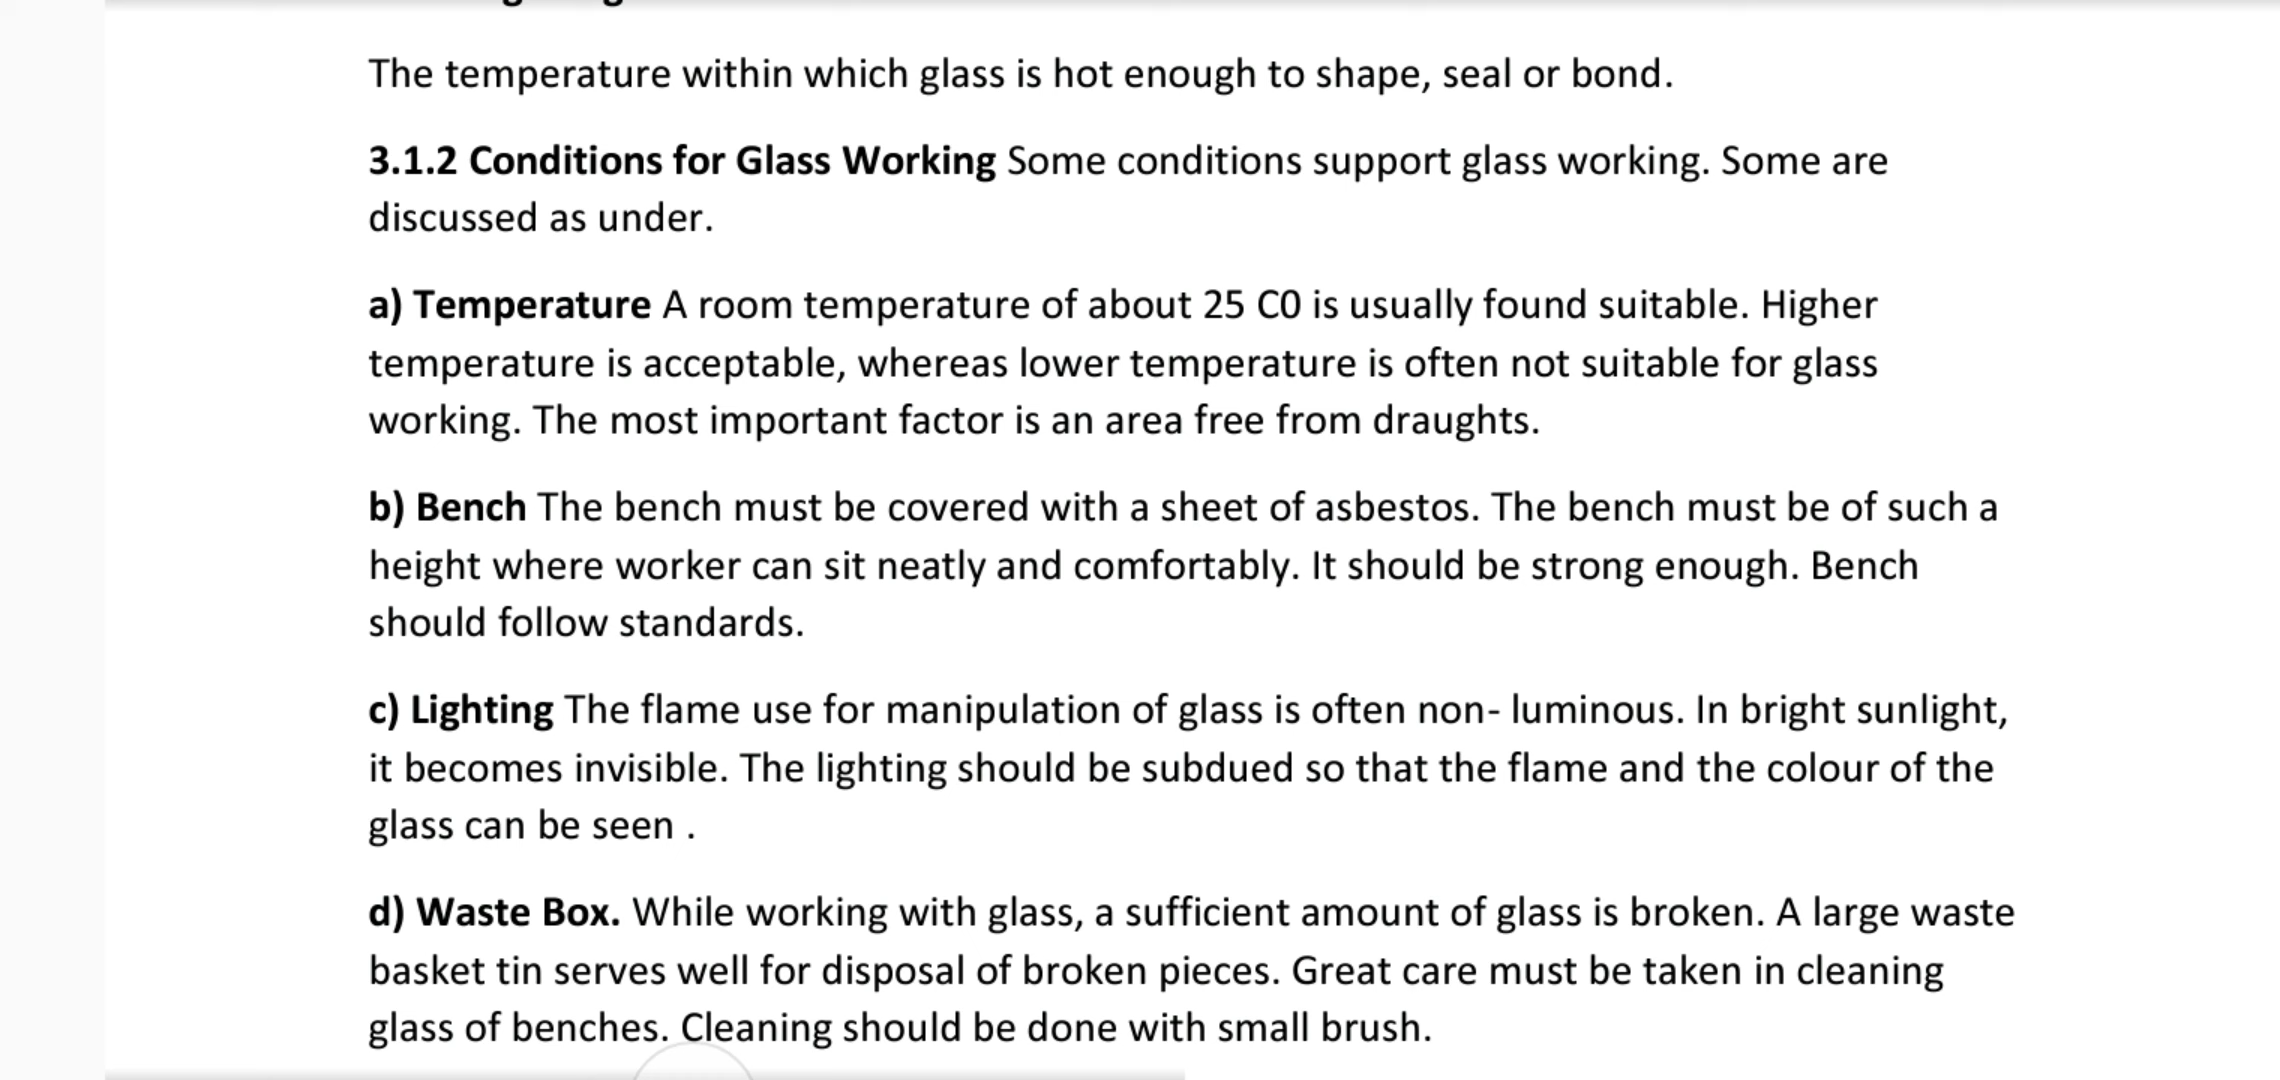 The temperature within which glass is hot enough to shape, seal or bond.
3.1.2 Conditions for Glass Working Some conditions support glass working. Some are
discussed as under.
a) Temperature A room temperature of about 25 C0 is usually found suitable. Higher
temperature is acceptable, whereas lower temperature is often not suitable for glass
working. The most important factor is an area free from draughts.
b) Bench The bench must be covered with a sheet of asbestos. The bench must be of such a
height where worker can sit neatly and comfortably. It should be strong enough. Bench
should follow standards.
c) Lighting The flame use for manipulation of glass is often non- luminous. In bright sunlight,
it becomes invisible. The lighting should be subdued so that the flame and the colour of the
glass can be seen .
d) Waste Box. While working with glass, a sufficient amount of glass is broken. A large waste
basket tin serves well for disposal of broken pieces. Great care must be taken in cleaning
glass of benches. Cleaning should be done with small brush.